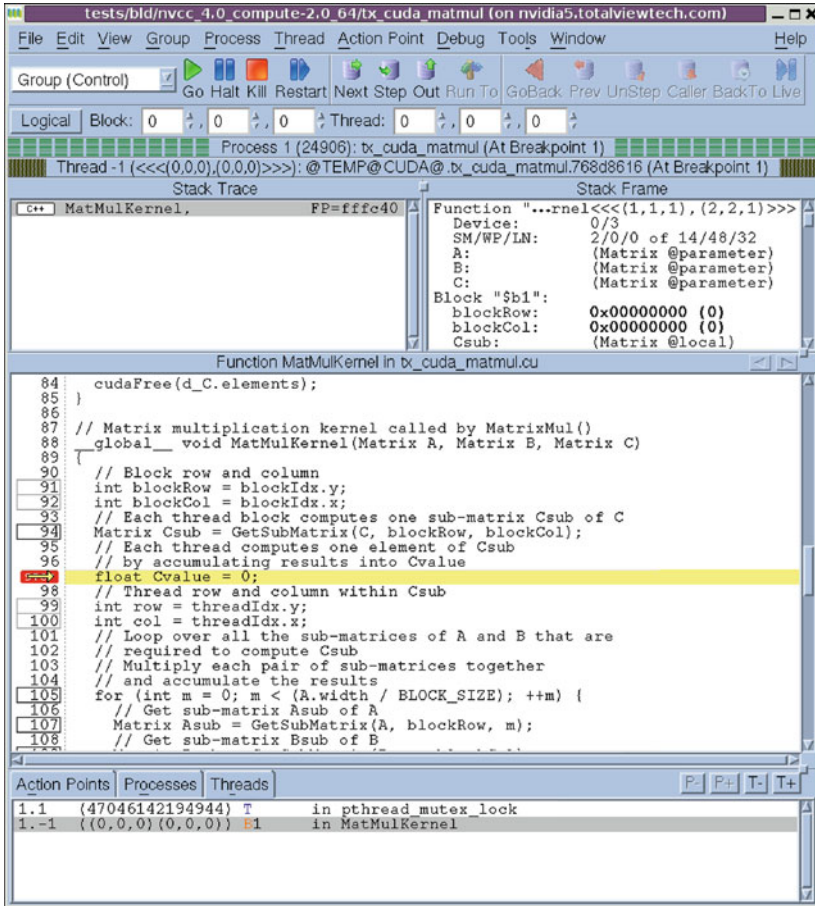 tests/bld/nvcc_4.0_compute-2.0_64/tx_cuda_matmul (on nvidia5.totalviewtech.com)
File Edit View Group Process Thread Action Point Debug Tools Window Help
Group (Control) Go Halt Kill Restart Next Step Out Run To GoBack Prev UnStep Caller BackTo Live
Logical Block: 0 , 0 , 0 Thread: 0 , 0 , 0
Process 1 (24906): tx_cuda_matmul (At Breakpoint 1)
Thread -1 (<<<(0,0,0),(0,0,0)>>>): @TEMP@CUDA@.tx_cuda_matmul.768d8616 (At Breakpoint 1)
Stack Trace
C++ MatMulKernel, FP=fffc40
Stack Frame
Function "...rnel<<<(1,1,1),(2,2,1)>>>
Device: 0/3
SM/WP/LN: 2/0/0 of 14/48/32
A: (Matrix @parameter)
B: (Matrix @parameter)
C: (Matrix @parameter)
Block "$b1":
blockRow: 0x00000000 (0)
blockCol: 0x00000000 (0)
Csub: (Matrix @local)
Function MatMulKernel in tx_cuda_matmul.cu
84 cudaFree(d_C.elements);
85 }
86
87 // Matrix multiplication kernel called by MatrixMul()
88 __global__ void MatMulKernel(Matrix A, Matrix B, Matrix C)
89 {
90 // Block row and column
91 int blockRow = blockIdx.y;
92 int blockCol = blockIdx.x;
93 // Each thread block computes one sub-matrix Csub of C
94 Matrix Csub = GetSubMatrix(C, blockRow, blockCol);
95 // Each thread computes one element of Csub
96 // by accumulating results into Cvalue
float Cvalue = 0;
98 // Thread row and column within Csub
99 int row = threadIdx.y;
100 int col = threadIdx.x;
101 // Loop over all the sub-matrices of A and B that are
102 // required to compute Csub
103 // Multiply each pair of sub-matrices together
104 // and accumulate the results
105 for (int m = 0; m < (A.width / BLOCK_SIZE); ++m) {
106 // Get sub-matrix Asub of A
107 Matrix Asub = GetSubMatrix(A, blockRow, m);
108 // Get sub-matrix Bsub of B
Action Points Processes Threads P- P+ T- T+
1.1 (47046142194944) T in pthread_mutex_lock
1.-1 ((0,0,0)(0,0,0)) B1 in MatMulKernel